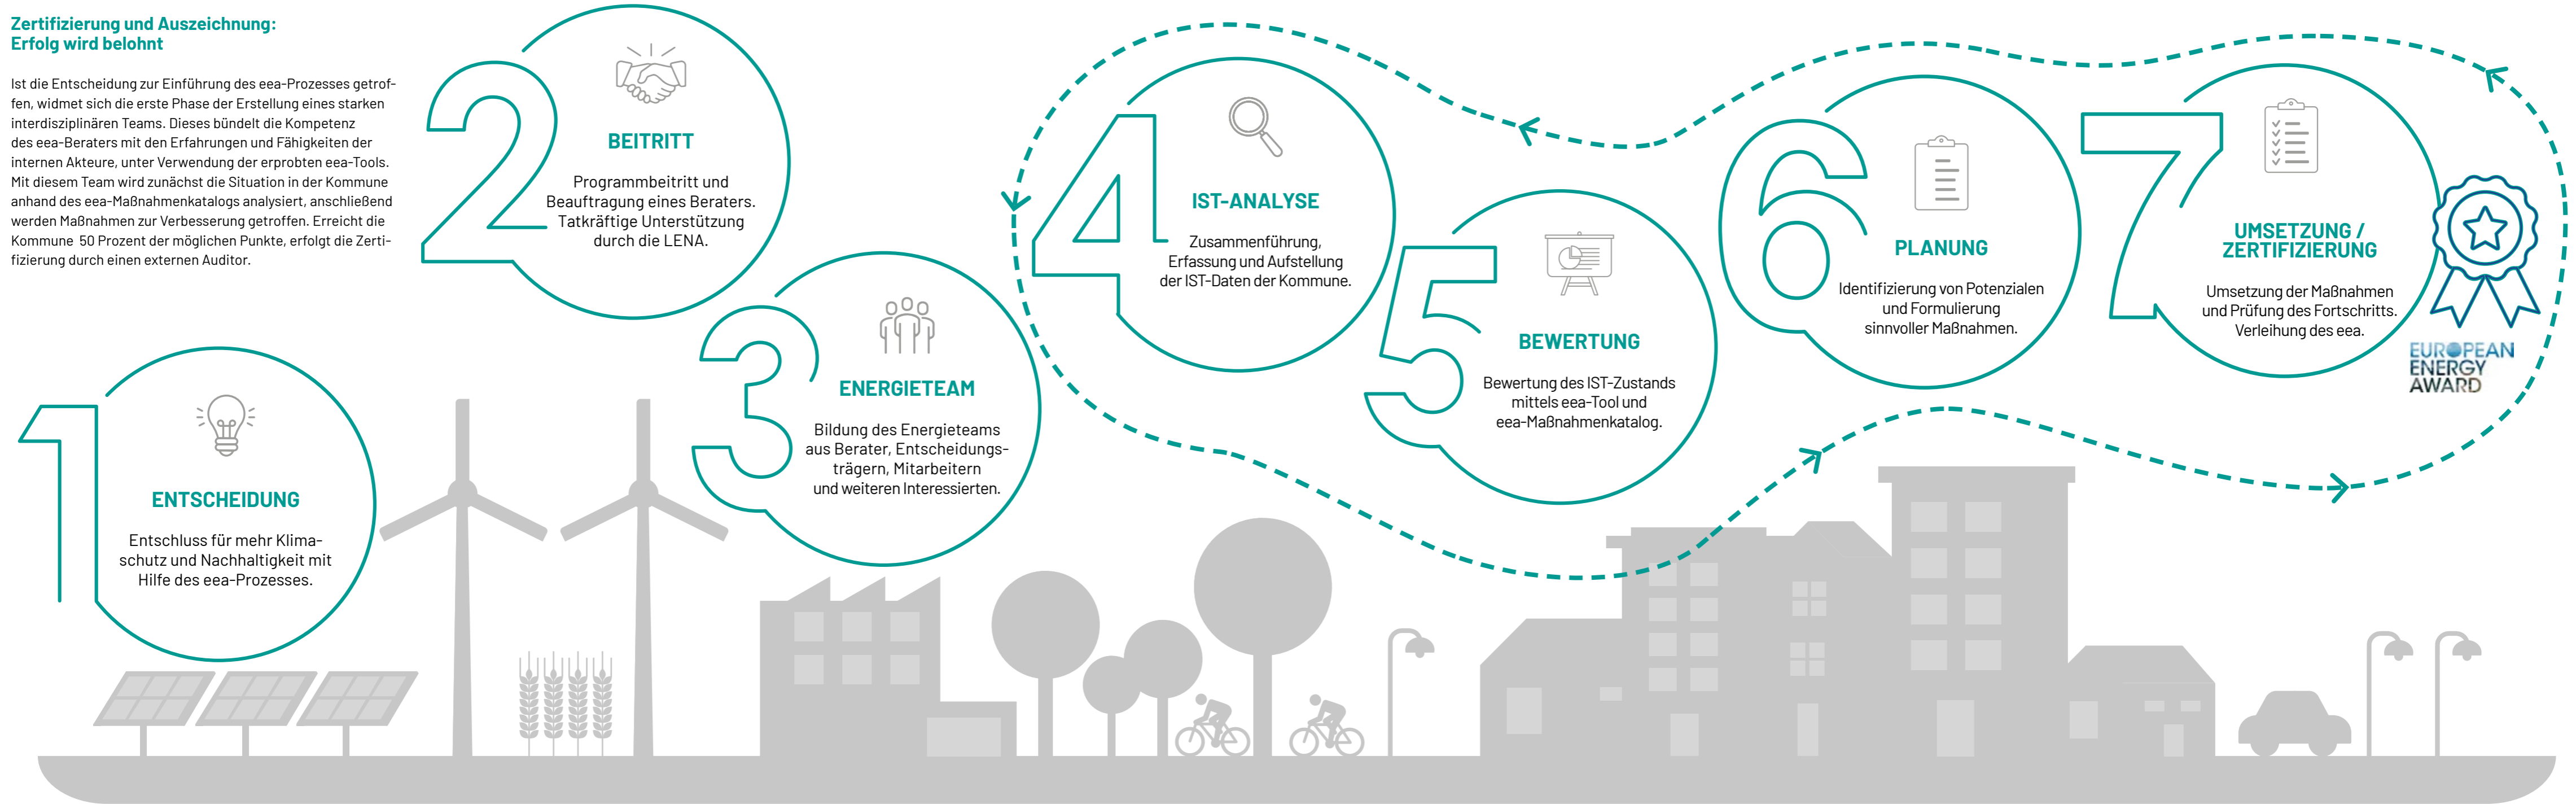 Zertifizierung und Auszeichnung:
Erfolg wird belohnt
Ist die Entscheidung zur Einführung des eea-Prozesses getrof-
fen, widmet sich die erste Phase der Erstellung eines starken
interdisziplinären Teams. Dieses bündelt die Kompetenz
des eea-Beraters mit den Erfahrungen und Fähigkeiten der
internen Akteure, unter Verwendung der erprobten eea-Tools.
Mit diesem Team wird zunächst die Situation in der Kommune
anhand des eea-Maßnahmenkatalogs analysiert, anschließend
werden Maßnahmen zur Verbesserung getroffen. Erreicht die
Kommune 50 Prozent der möglichen Punkte, erfolgt die Zerti-
fizierung durch einen externen Auditor.
1
ENTSCHEIDUNG
Entschluss für mehr Klima-
schutz und Nachhaltigkeit mit
Hilfe des eea-Prozesses.
2
BEITRITT
Programmbeitritt und
Beauftragung eines Beraters.
Tatkräftige Unterstützung
durch die LENA.
3
ENERGIETEAM
Bildung des Energieteams
aus Berater, Entscheidungs-
trägern, Mitarbeitern
und weiteren Interessierten.
4
IST-ANALYSE
Zusammenführung,
Erfassung und Aufstellung
der IST-Daten der Kommune.
5
BEWERTUNG
Bewertung des IST-Zustands
mittels eea-Tool und
eea-Maßnahmenkatalog.
6
PLANUNG
Identifizierung von Potenzialen
und Formulierung
sinnvoller Maßnahmen.
7
UMSETZUNG /
ZERTIFIZIERUNG
Umsetzung der Maßnahmen
und Prüfung des Fortschritts.
Verleihung des eea.
EUROPEAN
ENERGY
AWARD